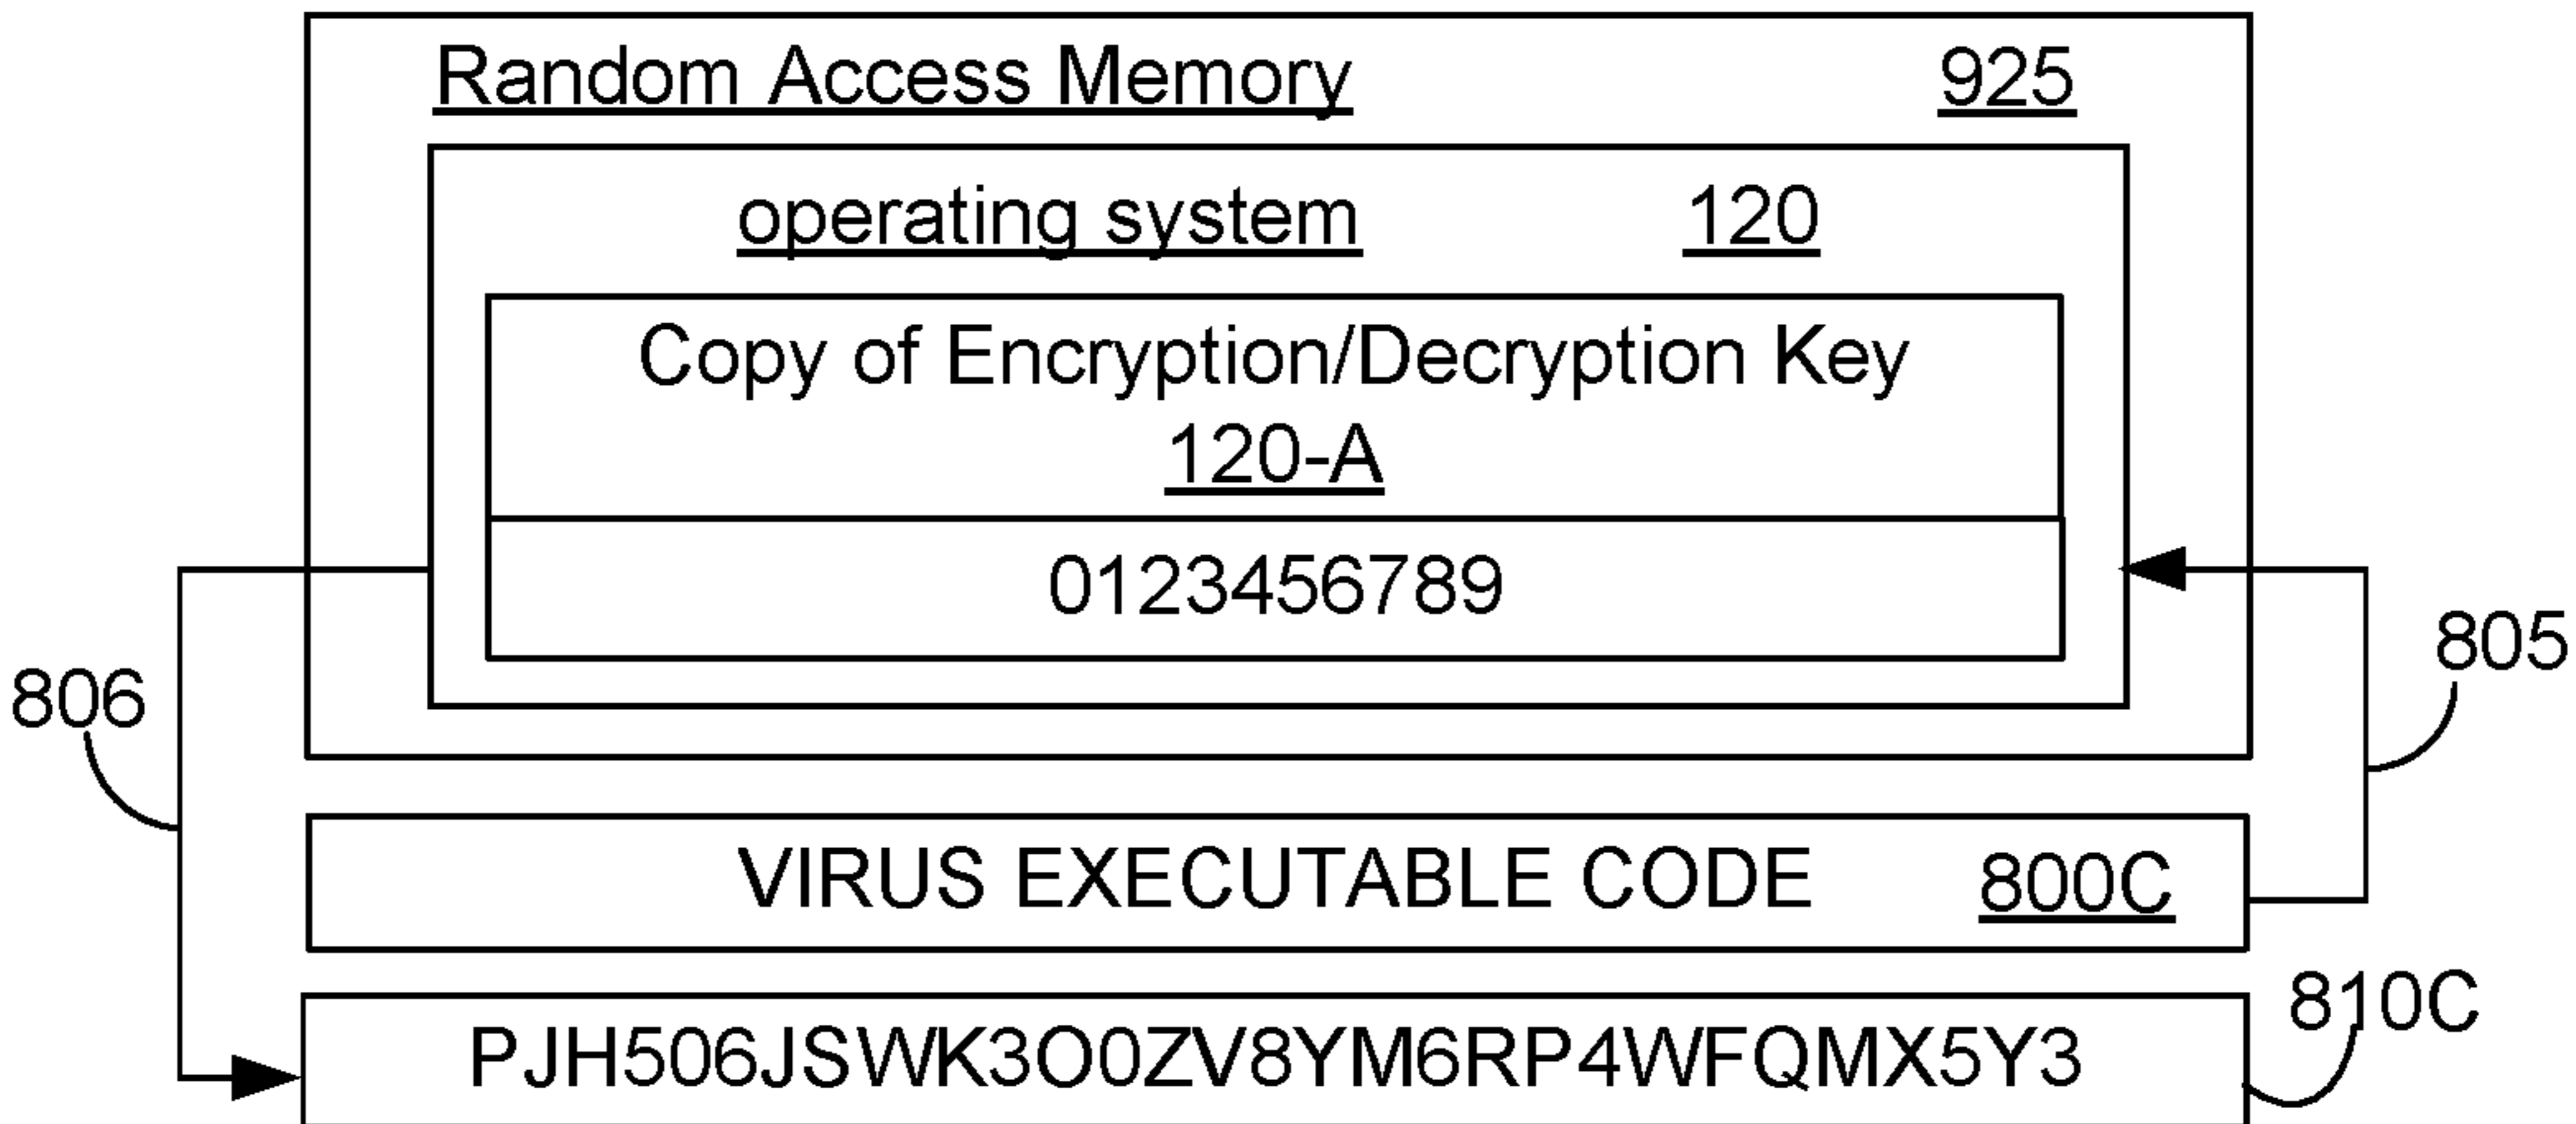 Random Access Memory 925
operating system 120
Copy of Encryption/Decryption Key
120-A
0123456789
805
806
VIRUS EXECUTABLE CODE 800C
810C
PJH506JSWK3O0ZV8YM6RP4WFQMX5Y3